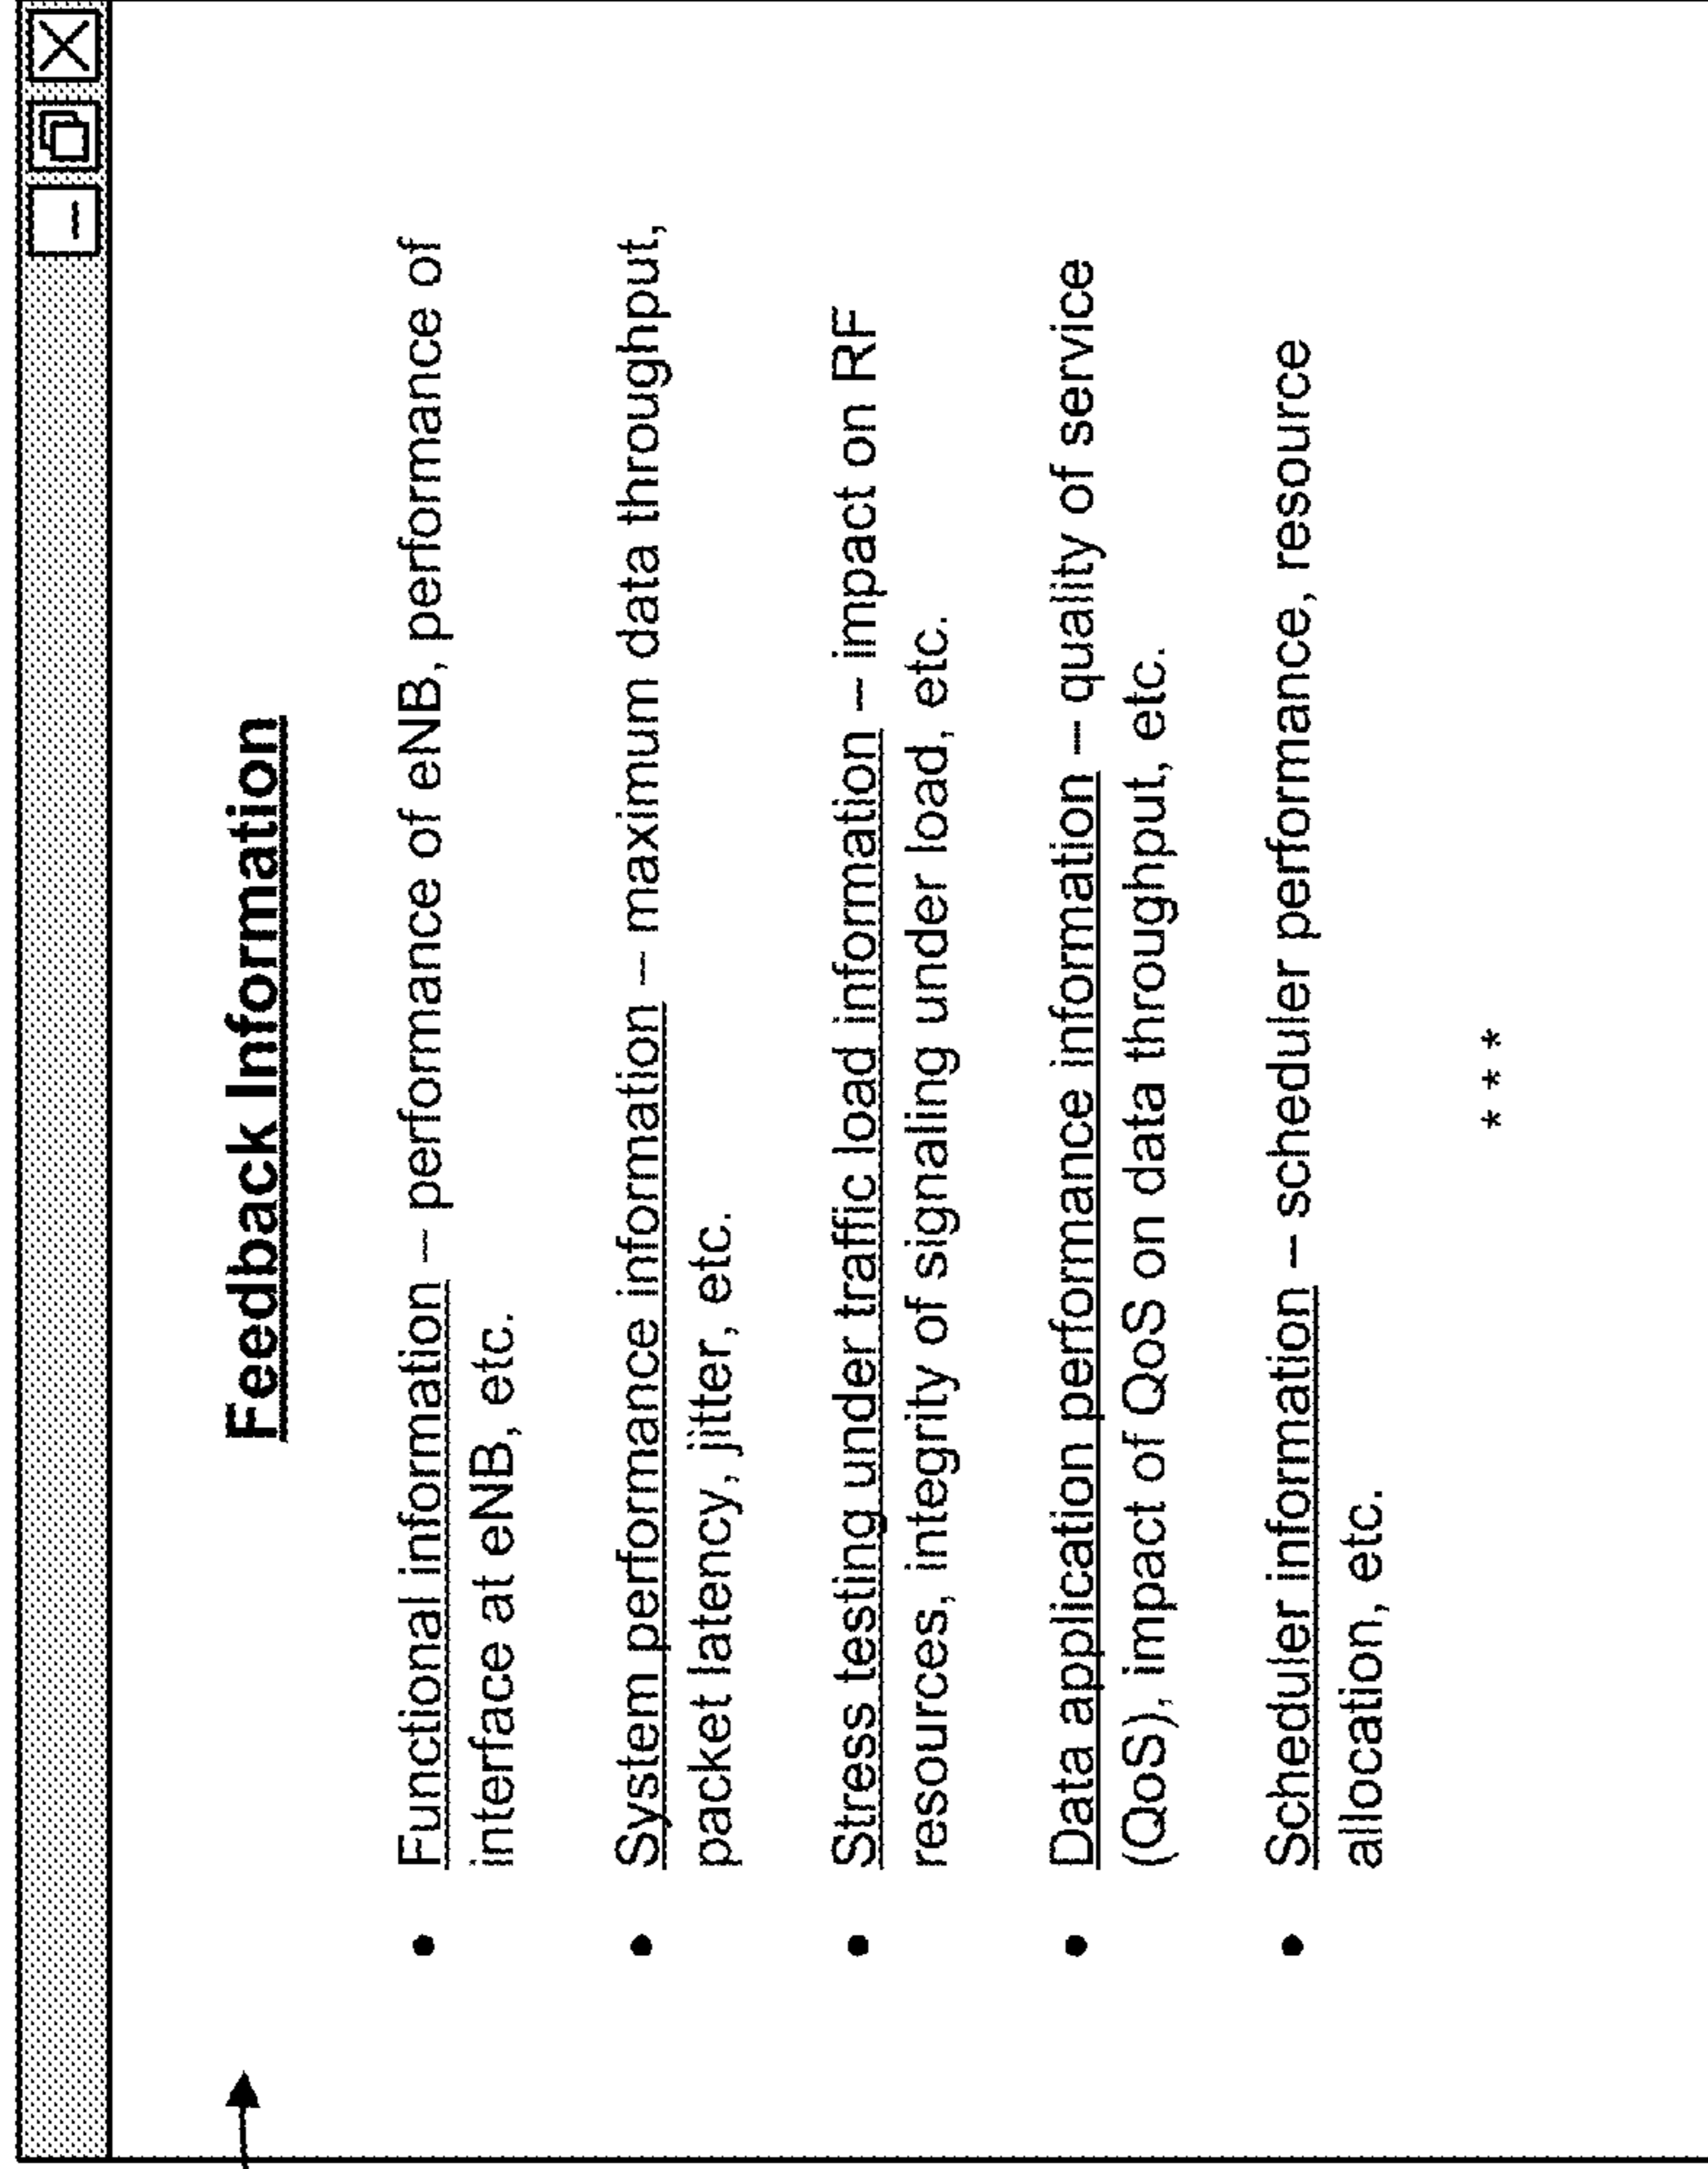 Feedback Information
• Functional information – performance of eNB, performance of
interface at eNB, etc.
• System performance information – maximum data throughput,
packet latency, jitter, etc.
• Stress testing under traffic load information – impact on RF
resources, integrity of signaling under load, etc.
• Data application performance information – quality of service
(QoS), impact of QoS on data throughput, etc.
• Scheduler information – scheduler performance, resource
allocation, etc.
* * *